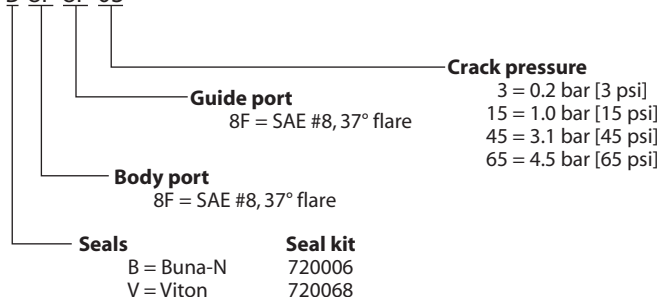 Crack pressure
3 = 0.2 bar [3 psi]
15 = 1.0 bar [15 psi]
45 = 3.1 bar [45 psi]
65 = 4.5 bar [65 psi]
Guide port
8F = SAE #8, 37° flare
Body port
8F = SAE #8, 37° flare
Seals Seal kit
B = Buna-N 720006
V = Viton 720068